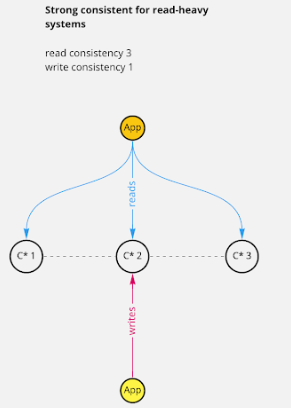 Strong consistent for read-heavy
systems
read consistency 3
write consistency 1
App
reads
C* 1
C* 2
C* 3
writes
App